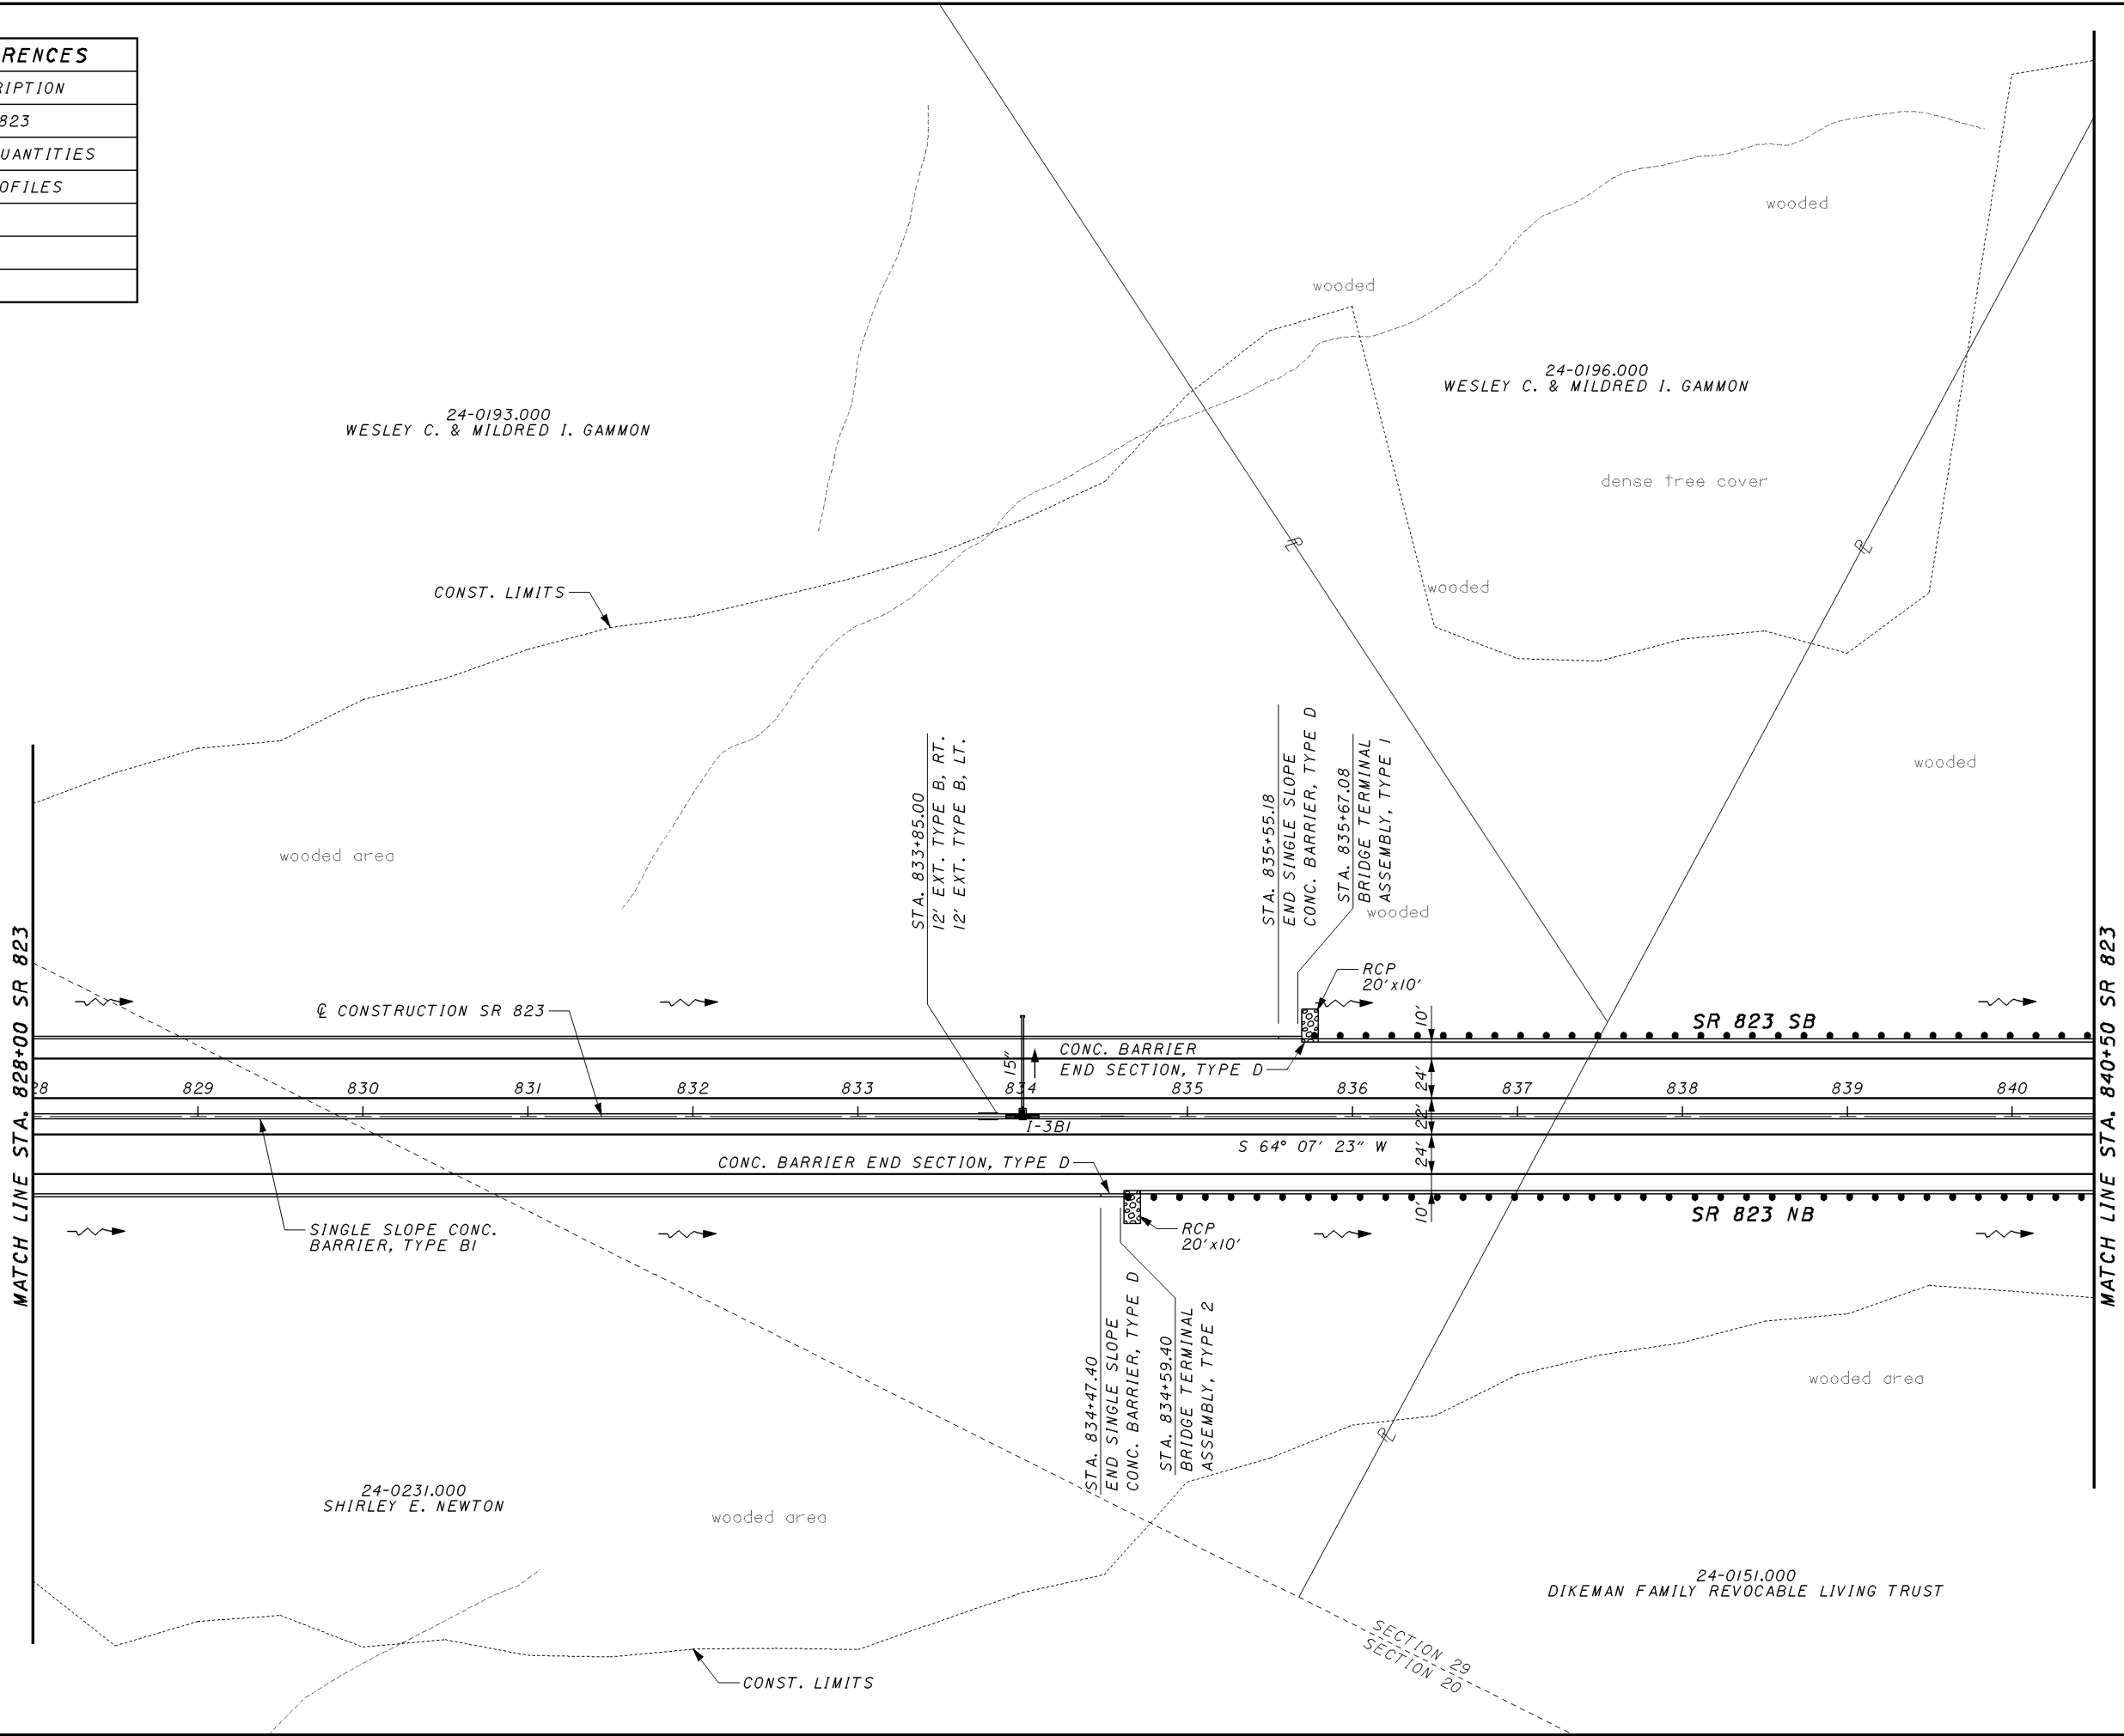 RENCES
RIPTION
823
UANTITIES
OFILES
wooded
wooded
24-0196.000
WESLEY C. & MILDRED I. GAMMON
24-0193.000
WESLEY C. & MILDRED I. GAMMON
dense tree cover
P
P
CONST. LIMITS
wooded
wooded
wooded area
STA. 833+85.00
12' EXT. TYPE B, RT.
12' EXT. TYPE B, LT.
STA. 835+55.18
END SINGLE SLOPE
CONC. BARRIER, TYPE D
STA. 835+67.08
BRIDGE TERMINAL
ASSEMBLY, TYPE 1
wooded
MATCH LINE STA. 828+00 SR 823
MATCH LINE STA. 840+50 SR 823
RCP
20'x10'
℄ CONSTRUCTION SR 823
SR 823 SB
10'
15"
CONC. BARRIER
END SECTION, TYPE D
24'
28 829 830 831 832 833 834 835 836 837 838 839 840
22'
I-3B1
S 64° 07' 23" W
24'
CONC. BARRIER END SECTION, TYPE D
10'
SR 823 NB
SINGLE SLOPE CONC.
BARRIER, TYPE B1
RCP
20'x10'
STA. 834+47.40
END SINGLE SLOPE
CONC. BARRIER, TYPE D
STA. 834+59.40
BRIDGE TERMINAL
ASSEMBLY, TYPE 2
wooded area
P
24-0231.000
SHIRLEY E. NEWTON
wooded area
24-0151.000
DIKEMAN FAMILY REVOCABLE LIVING TRUST
SECTION 29
SECTION 20
CONST. LIMITS